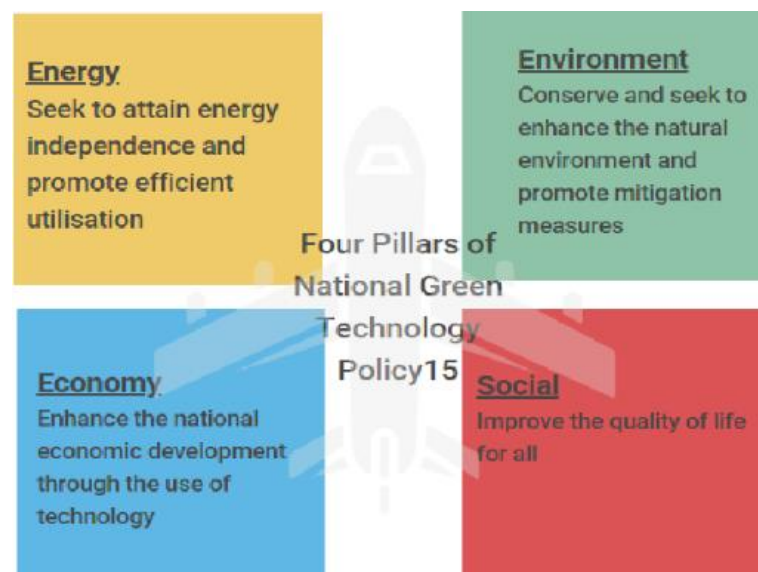 Energy
Seek to attain energy
independence and
promote efficient
utilisation
Environment
Conserve and seek to
enhance the natural
environment and
promote mitigation
measures
Four Pillars of
National Green
Technology
Policy15
Economy
Enhance the national
economic development
through the use of
technology
Social
Improve the quality of life
for all